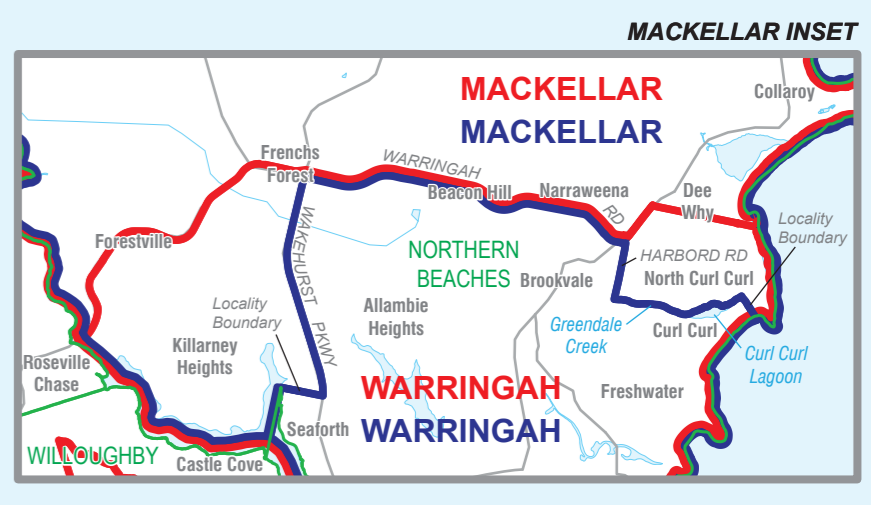 MACKELLAR INSET
MACKELLAR
MACKELLAR
Collaroy
Frenchs
Forest
WARRINGAH
RD
Beacon Hill
Narraweena
Dee
Why
Locality
Boundary
Forestville
WAKEHURST PKWY
NORTHERN
BEACHES
Brookvale
HARBORD RD
North Curl Curl
Locality
Boundary
Allambie
Heights
Greendale
Creek
Curl Curl
Curl Curl
Lagoon
Killarney
Heights
Roseville
Chase
WARRINGAH
WARRINGAH
Freshwater
Seaforth
WILLOUGHBY
Castle Cove